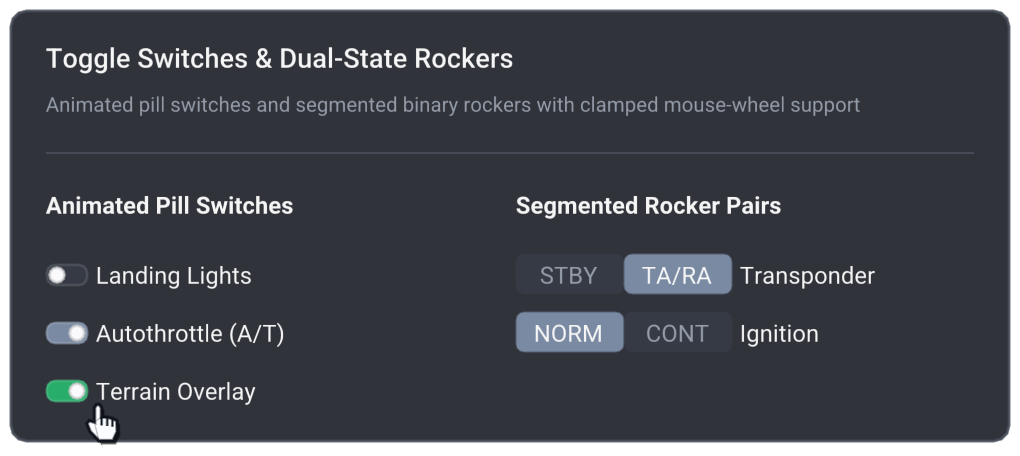 Toggle Switches & Dual-State Rockers
Animated pill switches and segmented binary rockers with clamped mouse-wheel support
Animated Pill Switches
Landing Lights
Autothrottle (A/T)
Terrain Overlay
Segmented Rocker Pairs
STBY TA/RA Transponder
NORM CONT Ignition